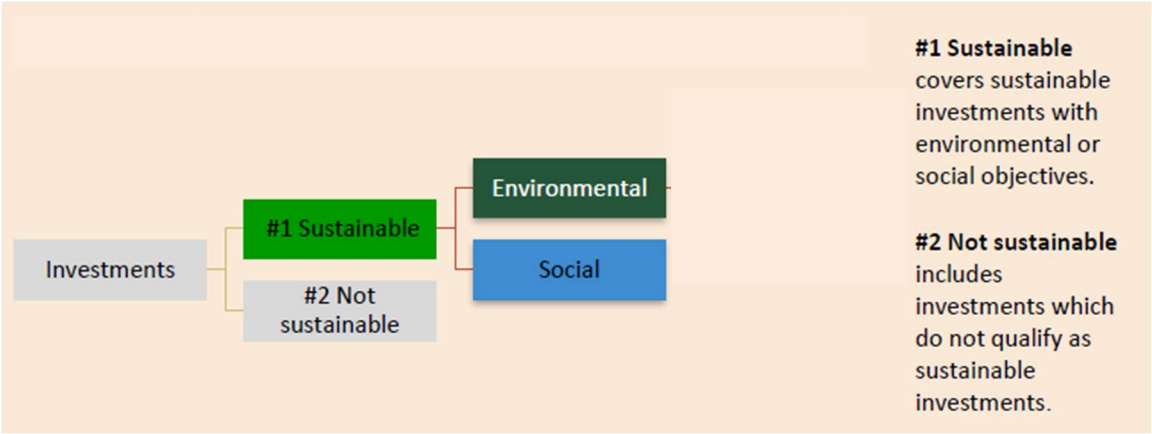 Investments
#1 Sustainable
#2 Not
sustainable
Environmental
Social
#1 Sustainable
covers sustainable
investments with
environmental or
social objectives.
#2 Not sustainable
includes
investments which
do not qualify as
sustainable
investments.